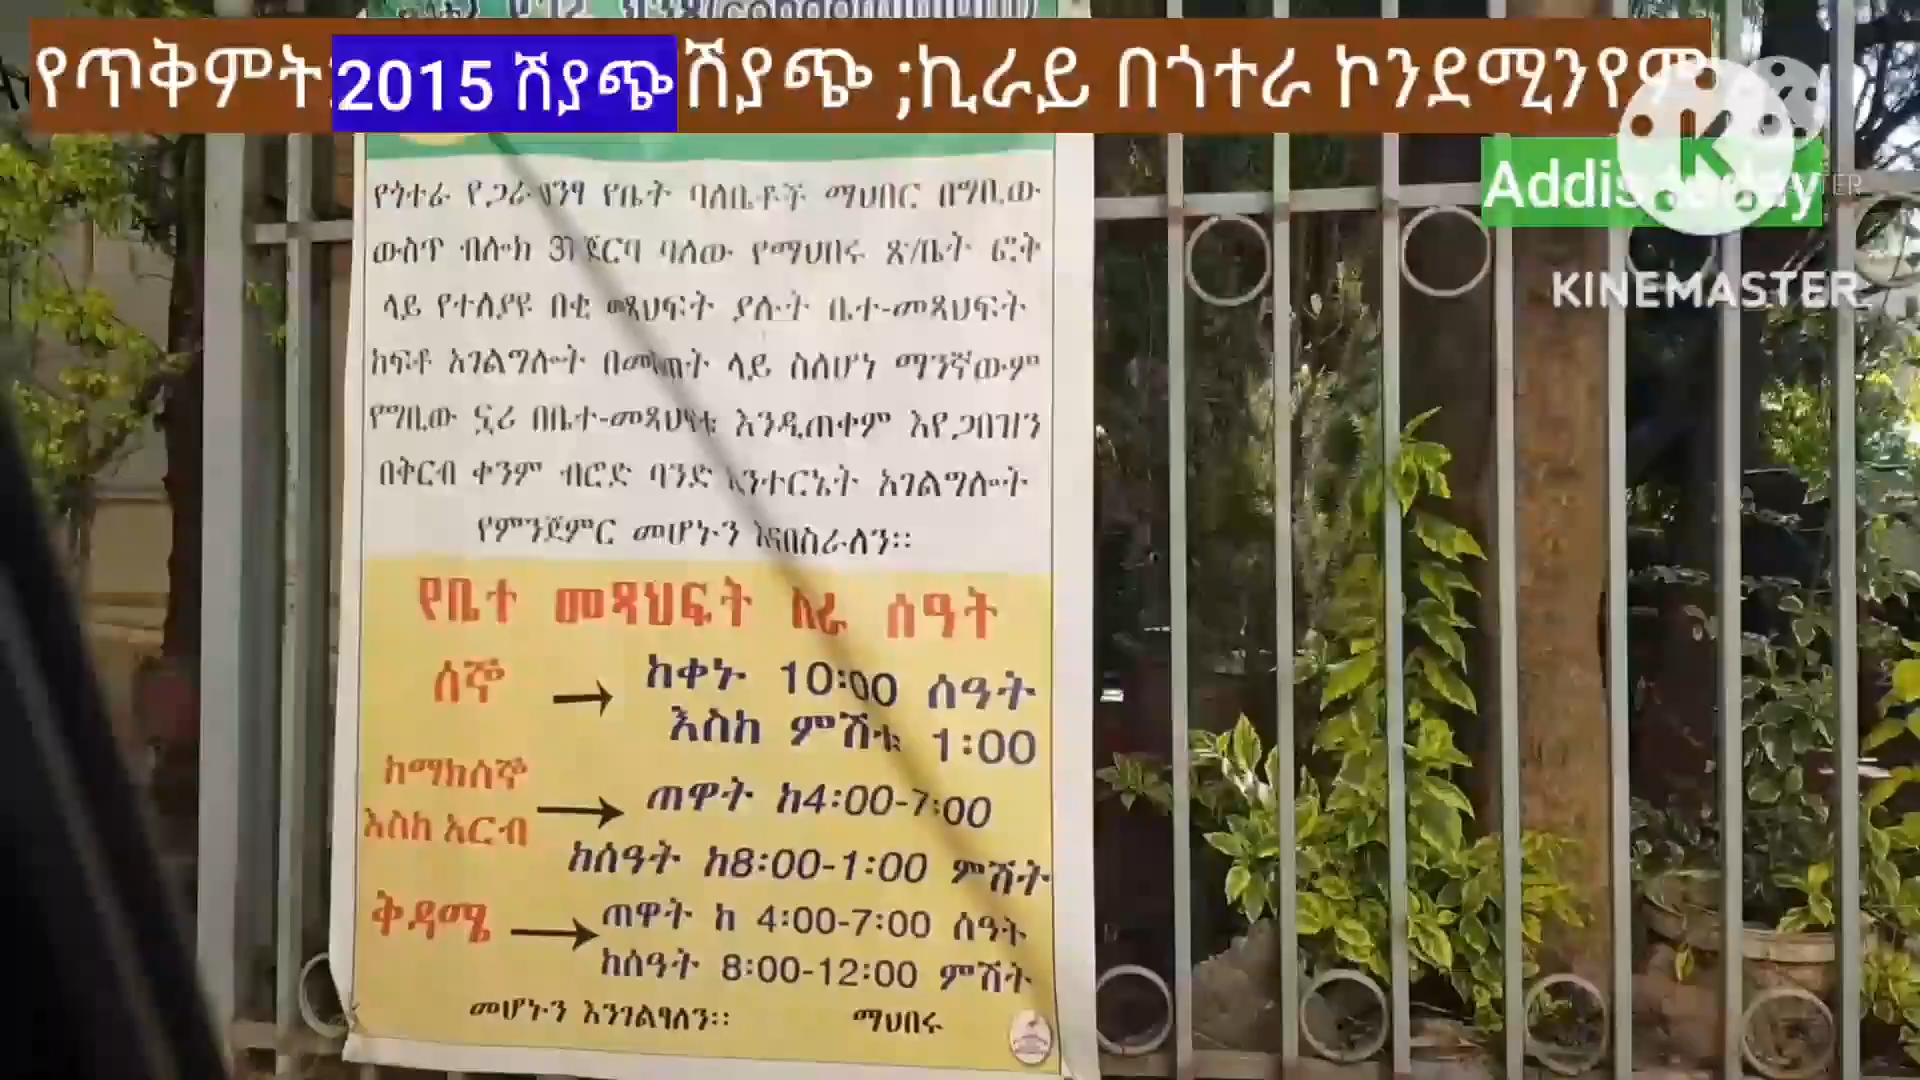 የጥቅምት 2015 ሽያጭ ሽያጭ ;ኪራይ በጎተራ ኮንደሚንየም
Addis today
KINEMASTER
የጎተራ የጋራ የቤት ባለቤቶች ማህበር በግቢው
ውስጥ ብሎክ 31 ጀርባ ባለው የማህበሩ ጽ/ቤት ፎቅ
ላይ የተለያዩ በቂ መጻህፍት ያሉት ቤተ-መጻህፍት
ከፍቶ አገልግሎት በመስጠት ላይ ስለሆነ ማንኛውም
የግቢው ኗሪ በቤተ-መጻህፍቱ እንዲጠቀም እየጋበዝን
በቅርብ ቀንም ብሮድ ባንድ ኢንተርኔት አገልግሎት
የምንጀምር መሆኑን እናበስራለን፡፡
የቤተ መጻህፍት ስራ ሰዓት
ሰኞ → ከቀኑ 10፡00 ሰዓት
እስከ ምሽቱ 1፡00
ከማክሰኞ
እስከ አርብ → ጠዋት ከ4፡00-7፡00
ከሰዓት ከ8፡00-1፡00 ምሽት
ቅዳሜ → ጠዋት ከ 4፡00-7፡00 ሰዓት
ከሰዓት 8፡00-12፡00 ምሽት
መሆኑን እንገልፃለን፡፡ ማህበሩ